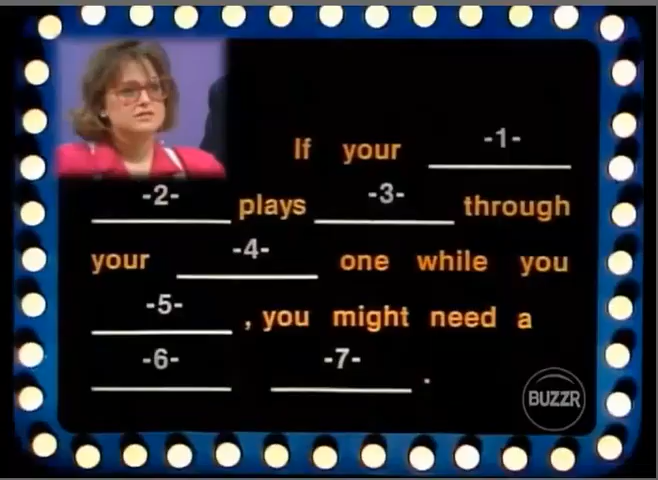 If your -1-
-2- plays -3- through
your -4- one while you
-5- , you might need a
-6- -7- .
BUZZR